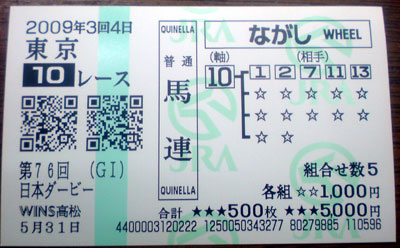 2009年3回4日
東京
10レース
第76回 (GI)
日本ダービー
WINS高松
5月31日
QUINELLA
普通
馬連
QUINELLA
ながし WHEEL
(軸) (相手)
10 1 2 7 11 13
☆ ☆ ☆ ☆ ☆
☆ ☆ ☆ ☆ ☆
☆ ☆
組合せ数5
各組 ☆☆1,000円
合計 ★★★500枚 ★★★5,000円
4400003120222 1250050343277 80279885 110596
JRA
JRA
JRA